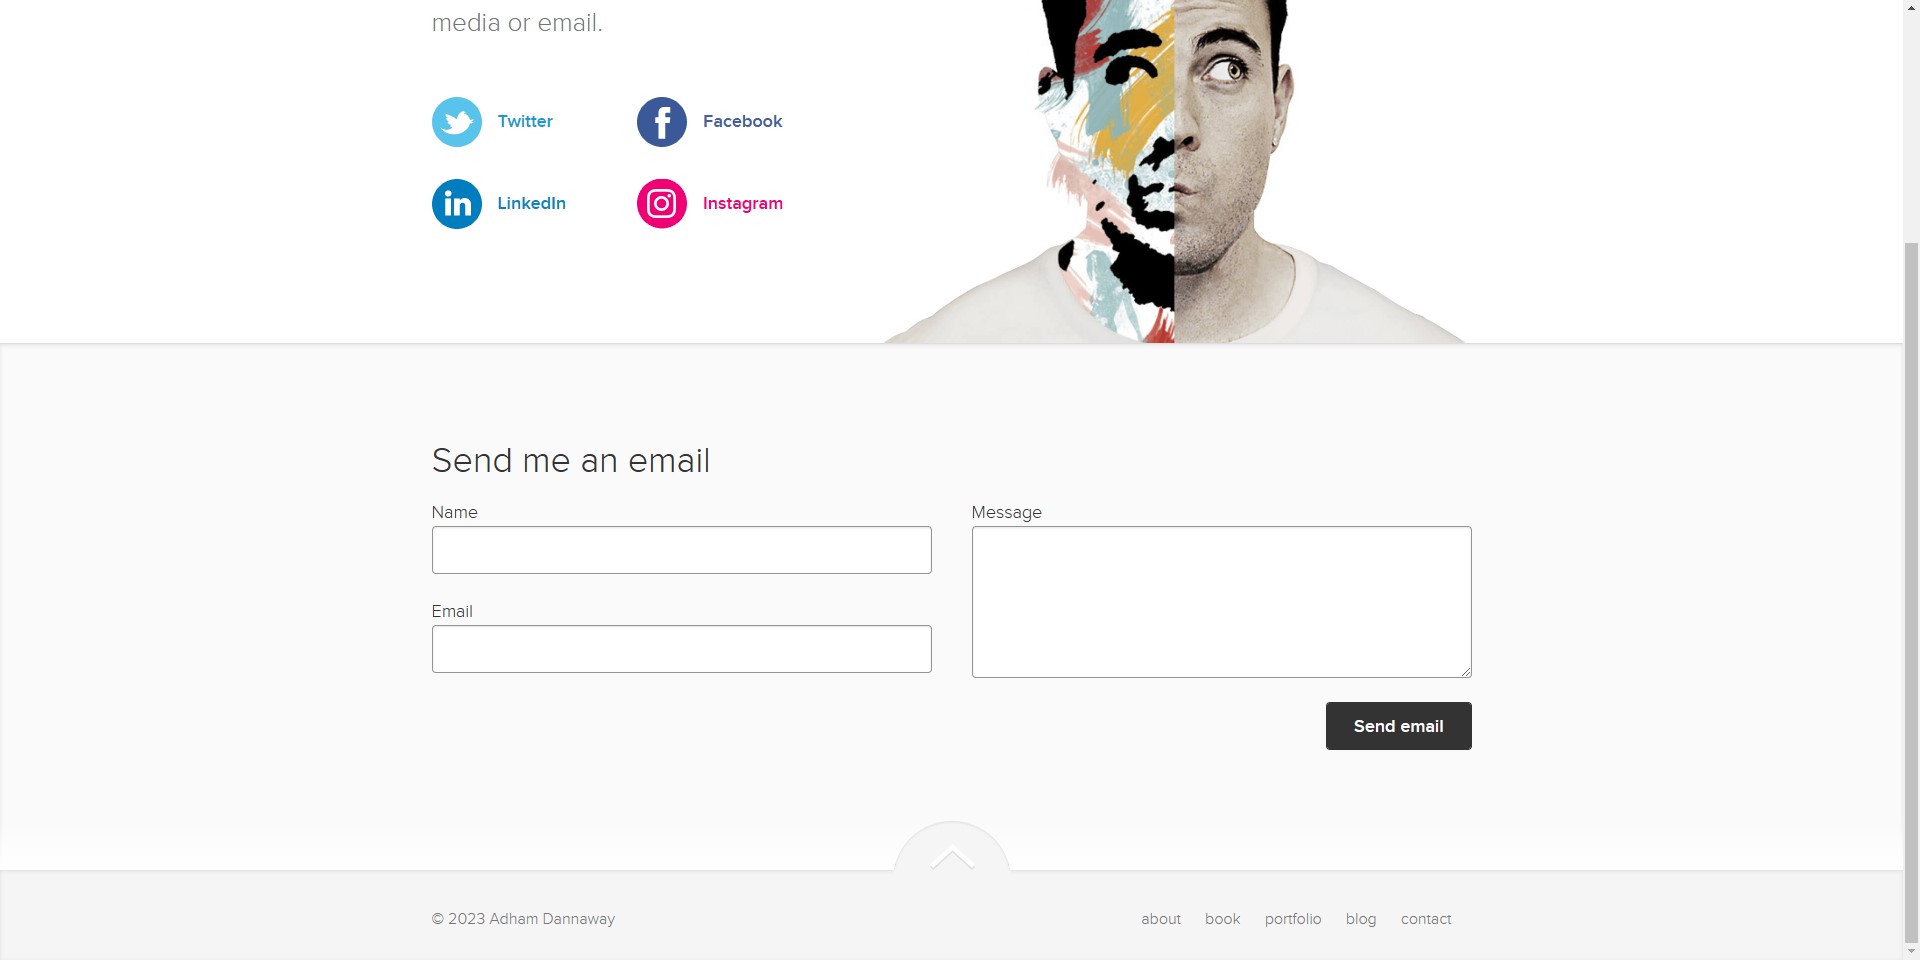 media or email.
Twitter
Facebook
LinkedIn
Instagram
Send me an email
Name
Message
Email
Send email
© 2023 Adham Dannaway
about book portfolio blog contact